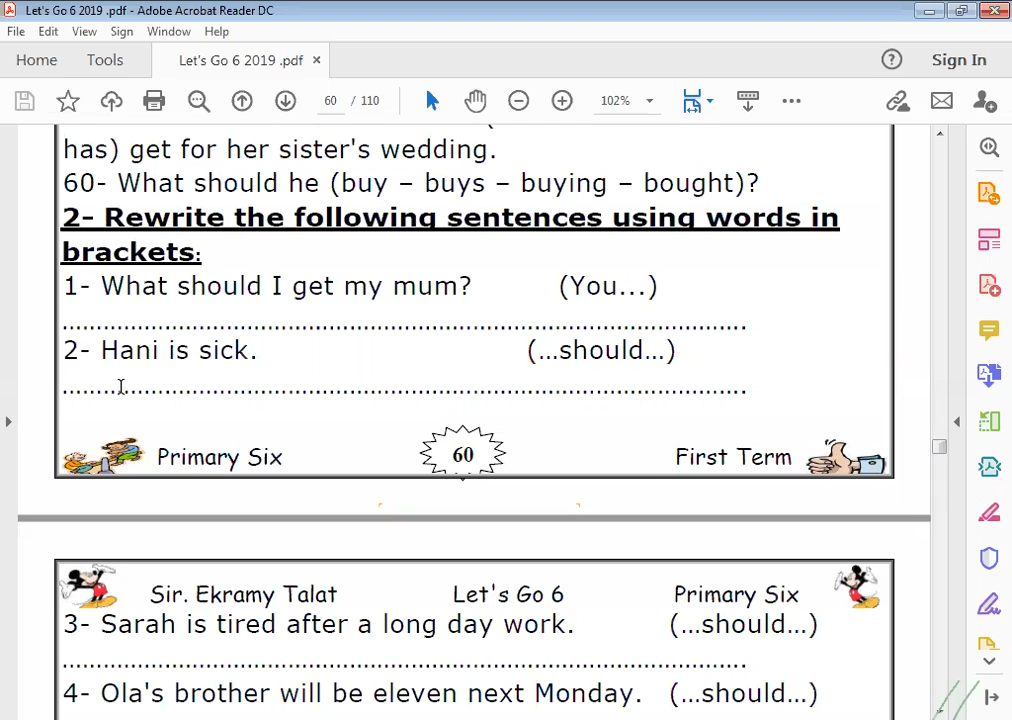 Let's Go 6 2019 .pdf - Adobe Acrobat Reader DC
File Edit View Sign Window Help
Home Tools Let's Go 6 2019 .pdf × Sign In
60 / 110 102%
has) get for her sister's wedding.
60- What should he (buy – buys – buying – bought)?
2- Rewrite the following sentences using words in
brackets:
1- What should I get my mum? (You...)
................................................................................
2- Hani is sick. (...should...)
................................................................................
Primary Six 60 First Term
Sir. Ekramy Talat Let's Go 6 Primary Six
3- Sarah is tired after a long day work. (...should...)
................................................................................
4- Ola's brother will be eleven next Monday. (...should...)